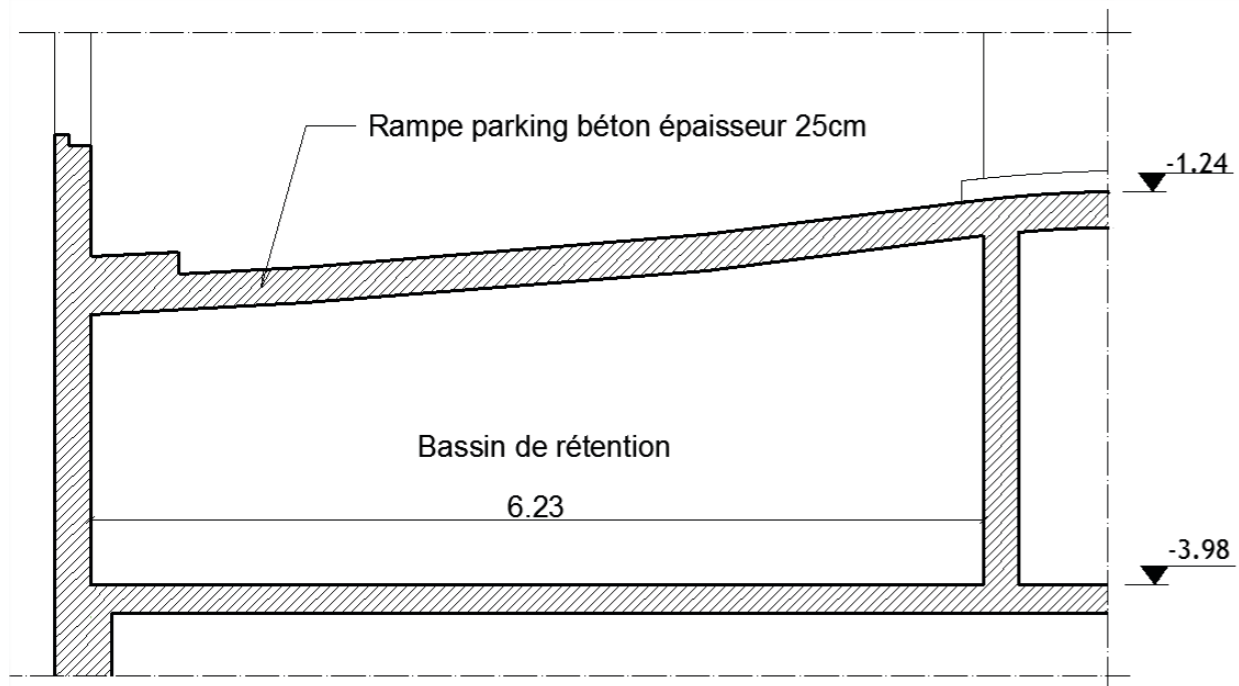 Rampe parking béton épaisseur 25cm
-1.24
Bassin de rétention
6.23
-3.98